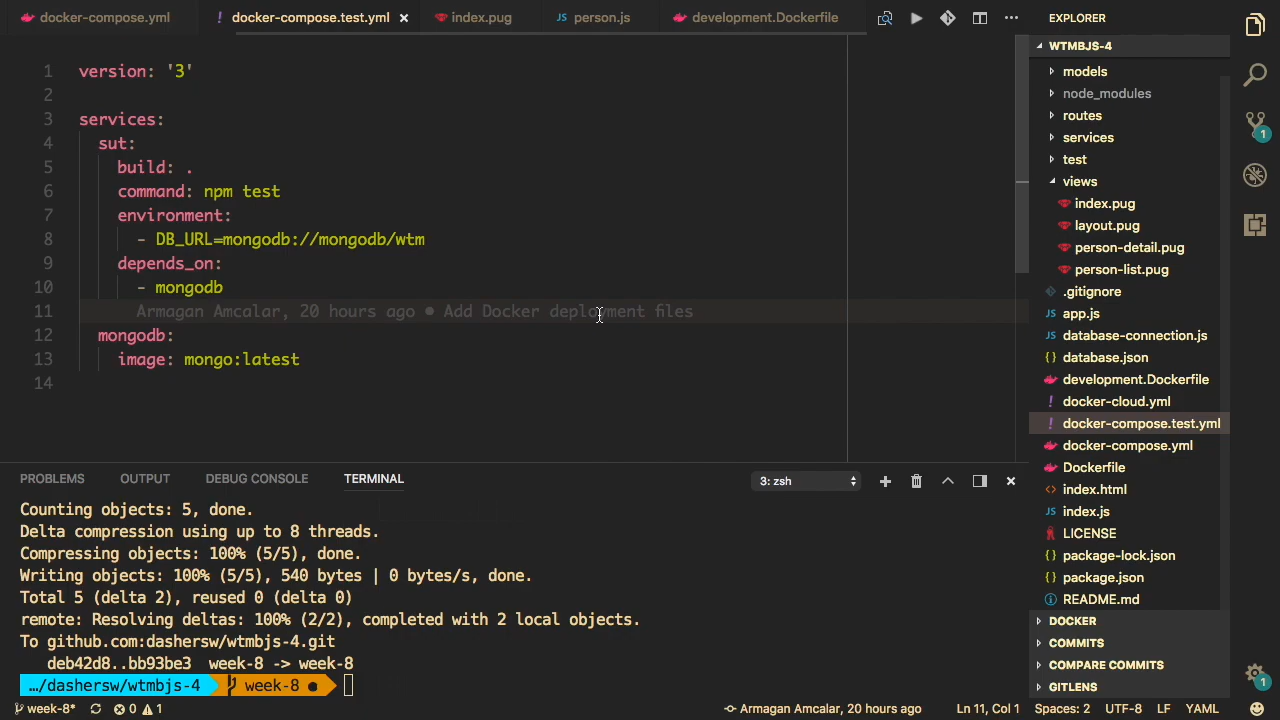 docker-compose.yml
docker-compose.test.yml
index.pug
person.js
development.Dockerfile
1 version: '3'
2
3 services:
4 sut:
5 build: .
6 command: npm test
7 environment:
8 - DB_URL=mongodb://mongodb/wtm
9 depends_on:
10 - mongodb
11 Armagan Amcalar, 20 hours ago • Add Docker deployment files
12 mongodb:
13 image: mongo:latest
14
PROBLEMS OUTPUT DEBUG CONSOLE TERMINAL
3: zsh
Counting objects: 5, done.
Delta compression using up to 8 threads.
Compressing objects: 100% (5/5), done.
Writing objects: 100% (5/5), 540 bytes | 0 bytes/s, done.
Total 5 (delta 2), reused 0 (delta 0)
remote: Resolving deltas: 100% (2/2), completed with 2 local objects.
To github.com:dashersw/wtmbjs-4.git
deb42d8..bb93be3 week-8 -> week-8
…/dashersw/wtmbjs-4 week-8 ●
EXPLORER
WTMBJS-4
models
node_modules
routes
services
test
views
index.pug
layout.pug
person-detail.pug
person-list.pug
.gitignore
app.js
database-connection.js
database.json
development.Dockerfile
docker-cloud.yml
docker-compose.test.yml
docker-compose.yml
Dockerfile
index.html
index.js
LICENSE
package-lock.json
package.json
README.md
DOCKER
COMMITS
COMPARE COMMITS
GITLENS
1
1
week-8* 0 1
Armagan Amcalar, 20 hours ago Ln 11, Col 1 Spaces: 2 UTF-8 LF YAML